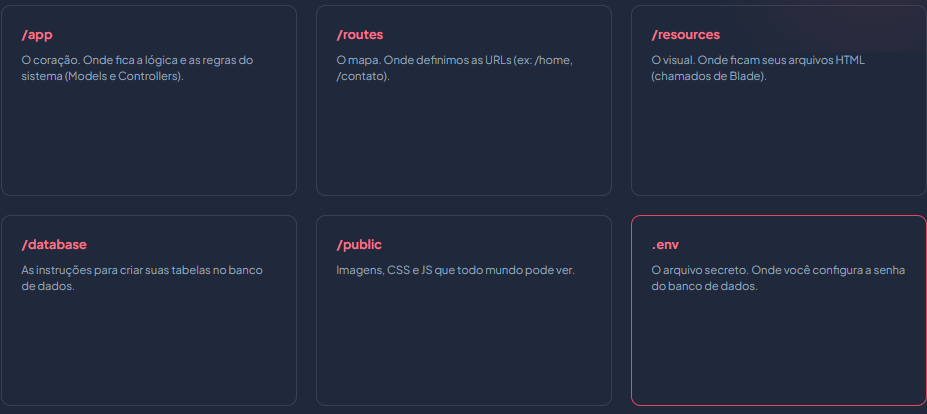 /app
O coração. Onde fica a lógica e as regras do
sistema (Models e Controllers).
/routes
O mapa. Onde definimos as URLs (ex: /home,
/contato).
/resources
O visual. Onde ficam seus arquivos HTML
(chamados de Blade).
/database
As instruções para criar suas tabelas no banco
de dados.
/public
Imagens, CSS e JS que todo mundo pode ver.
.env
O arquivo secreto. Onde você configura a senha
do banco de dados.